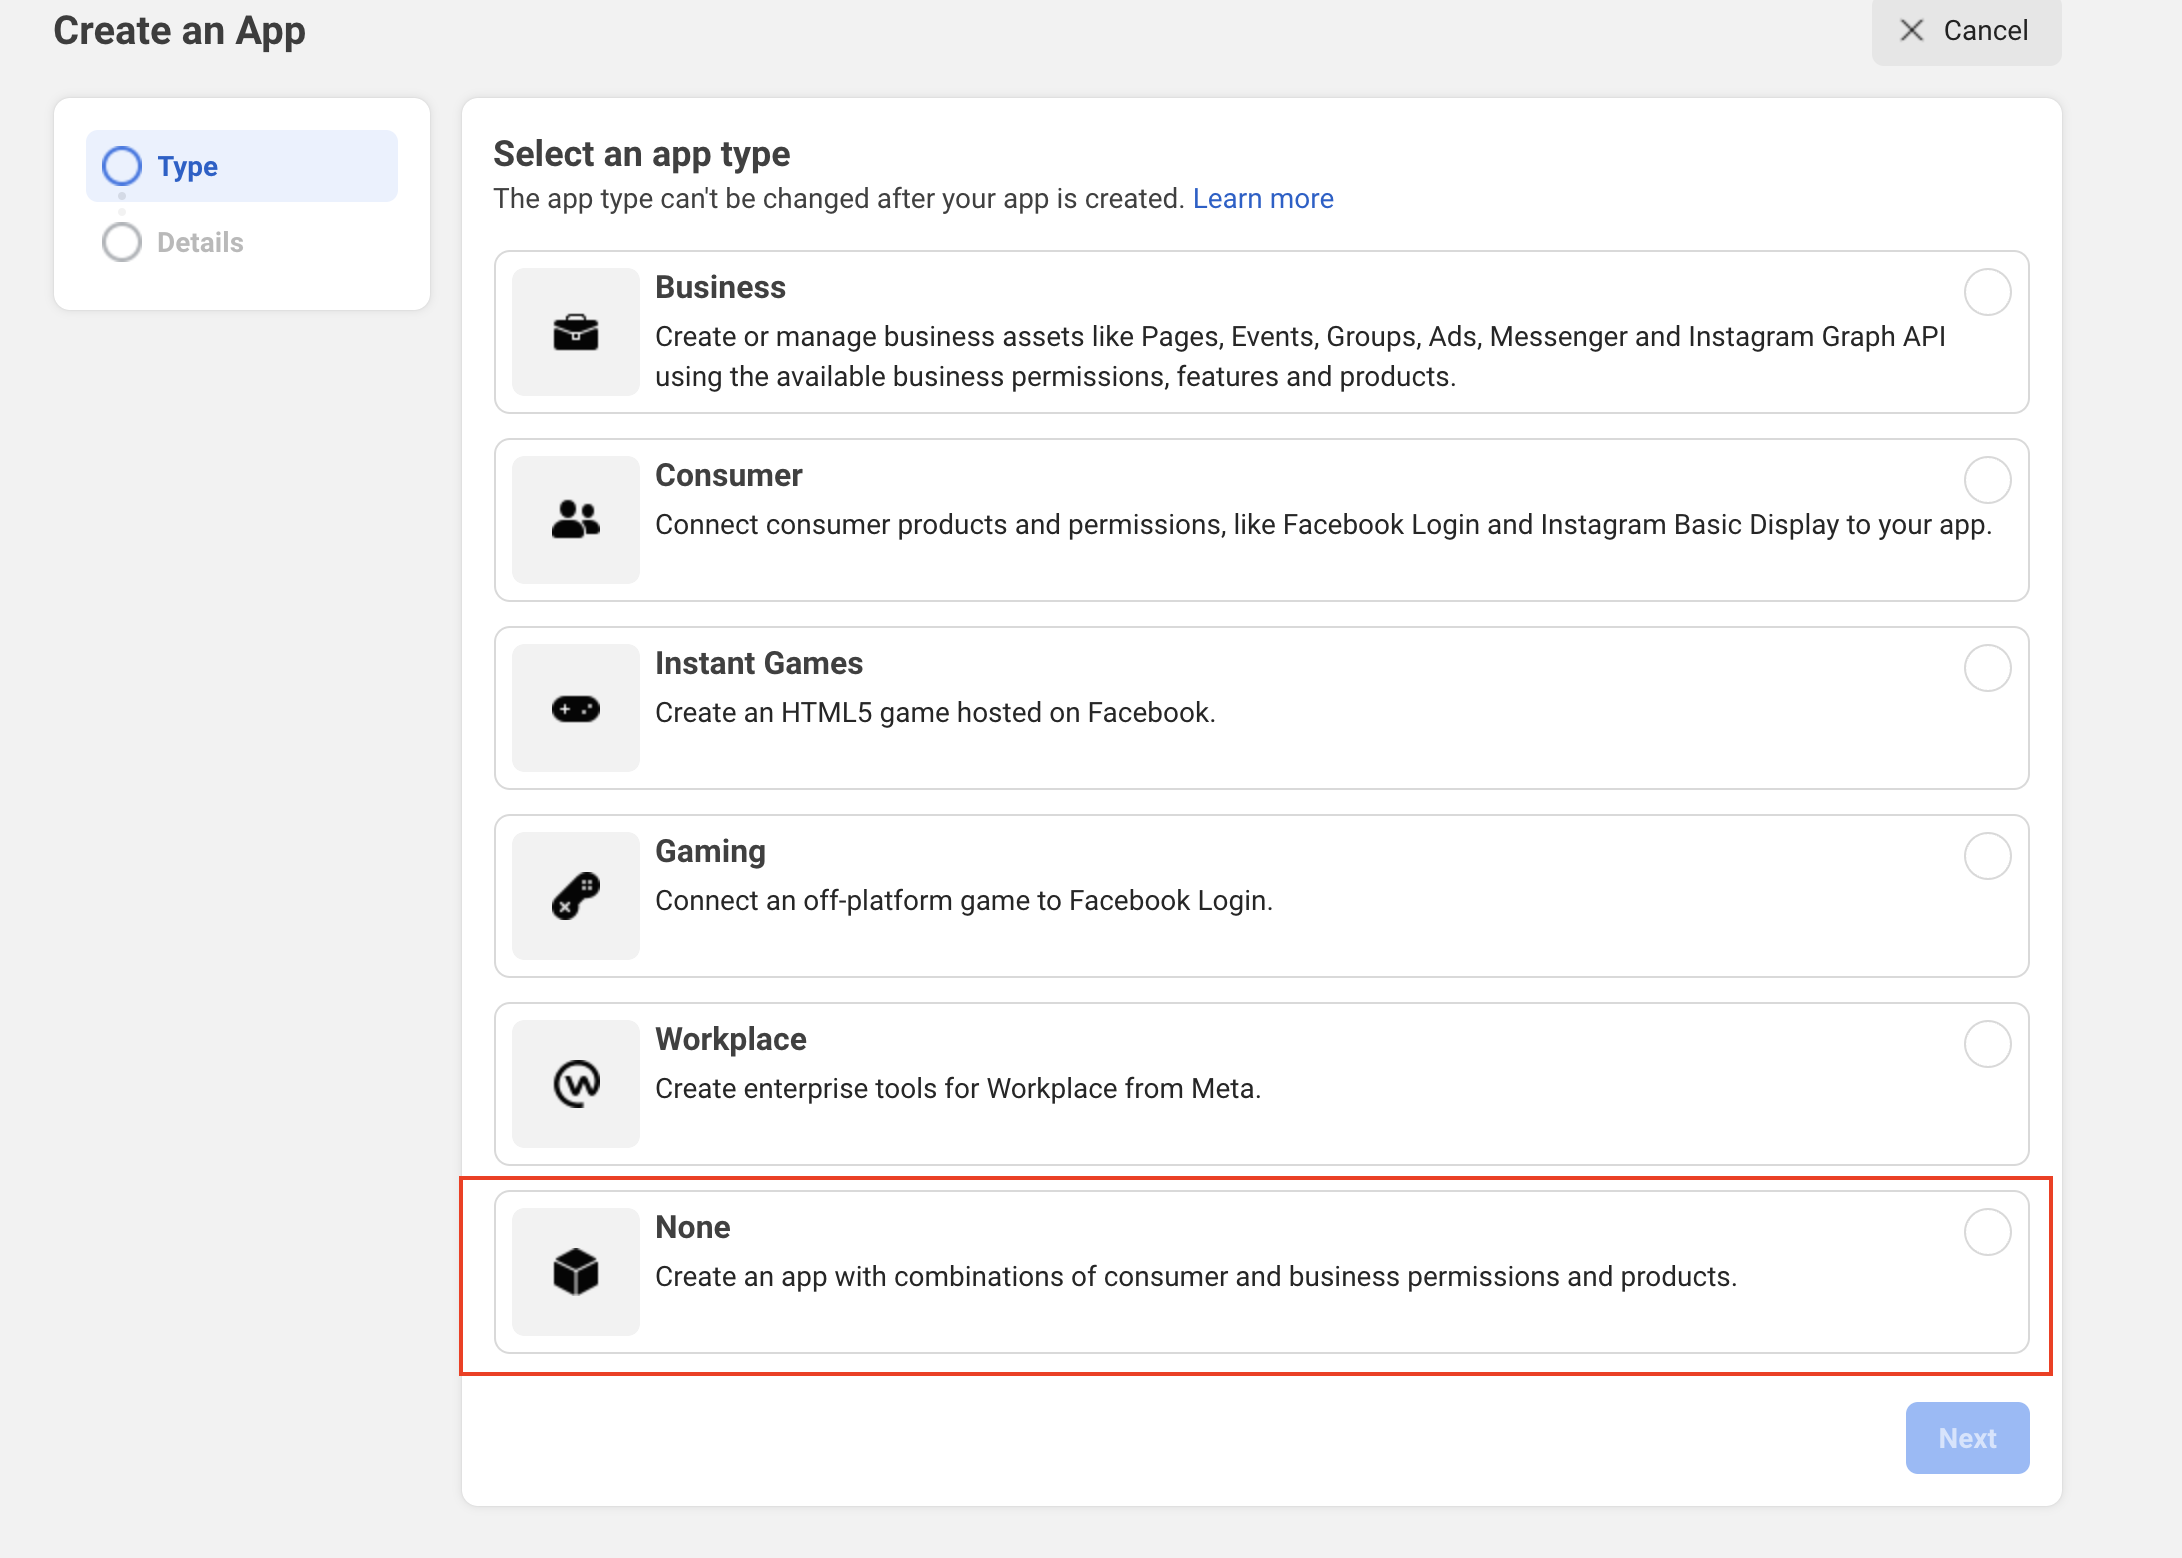 Create an App
Cancel
Type
Details
Select an app type
The app type can't be changed after your app is created. Learn more
Business
Create or manage business assets like Pages, Events, Groups, Ads, Messenger and Instagram Graph API
using the available business permissions, features and products.
Consumer
Connect consumer products and permissions, like Facebook Login and Instagram Basic Display to your app.
Instant Games
Create an HTML5 game hosted on Facebook.
Gaming
Connect an off-platform game to Facebook Login.
Workplace
Create enterprise tools for Workplace from Meta.
None
Create an app with combinations of consumer and business permissions and products.
Next